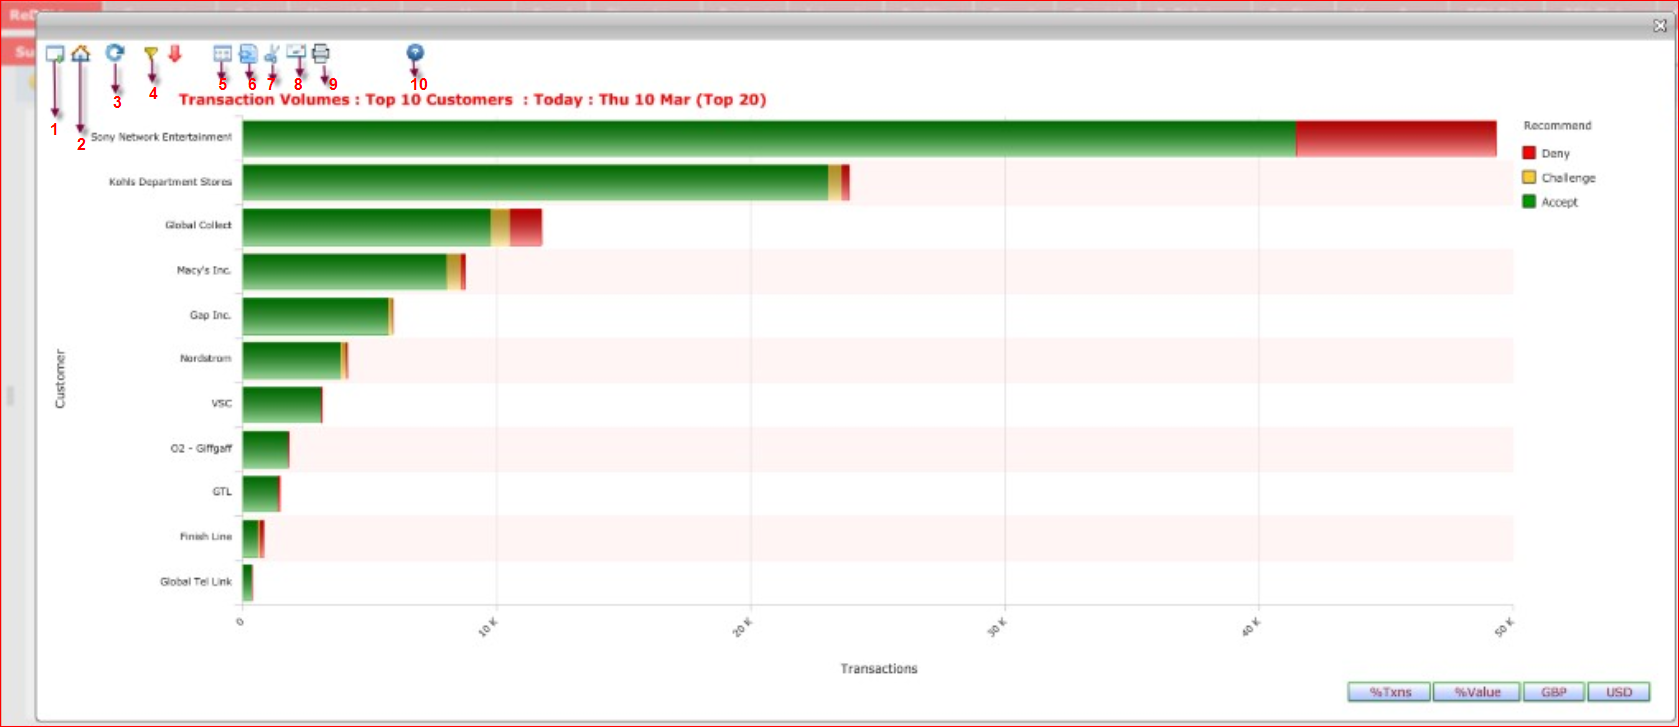 ReD
Su
3
4
5
6
7
8
9
10
Transaction Volumes : Top 10 Customers : Today : Thu 10 Mar (Top 20)
1
2
Sony Network Entertainment
Kohls Department Stores
Global Collect
Macy's Inc.
Gap Inc.
Nordstrom
VSC
O2 - Giffgaff
GTL
Finish Line
Global Tel Link
Customer
Recommend
Deny
Challenge
Accept
0
10 K
20 K
30 K
40 K
50 K
Transactions
%Txns
%Value
GBP
USD